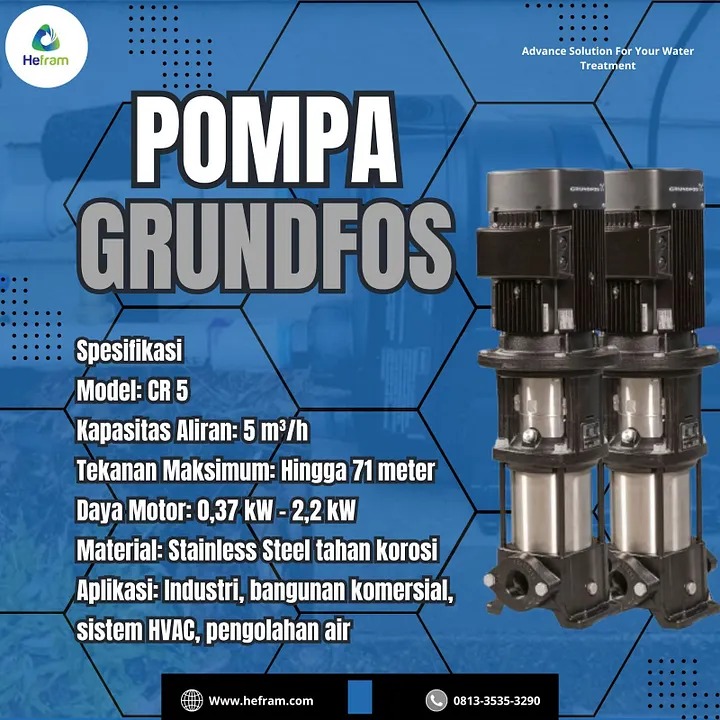 Hefram
Advance Solution For Your Water
Treatment
POMPA
GRUNDFOS
GRUNDFOS
GRUNDFOS
Spesifikasi
Model: CR 5
Kapasitas Aliran: 5 m³/h
Tekanan Maksimum: Hingga 71 meter
Daya Motor: 0,37 kW - 2,2 kW
Material: Stainless Steel tahan korosi
Aplikasi: Industri, bangunan komersial,
sistem HVAC, pengolahan air
Www.hefram.com
0813-3535-3290